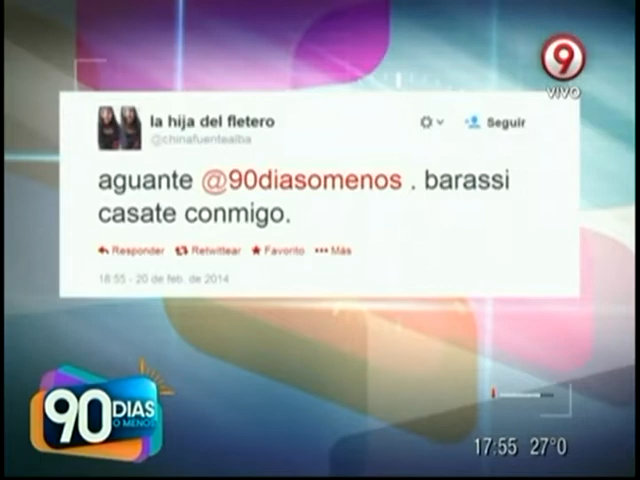 9
VIVO
la hija del fletero
Seguir
@chinafuentealba
aguante @90diasomenos . barassi
casate conmigo.
Responder Retwittear Favorito Más
18:55 - 20 de feb. de 2014
90 DIAS
O MENOS
17:55 27°0